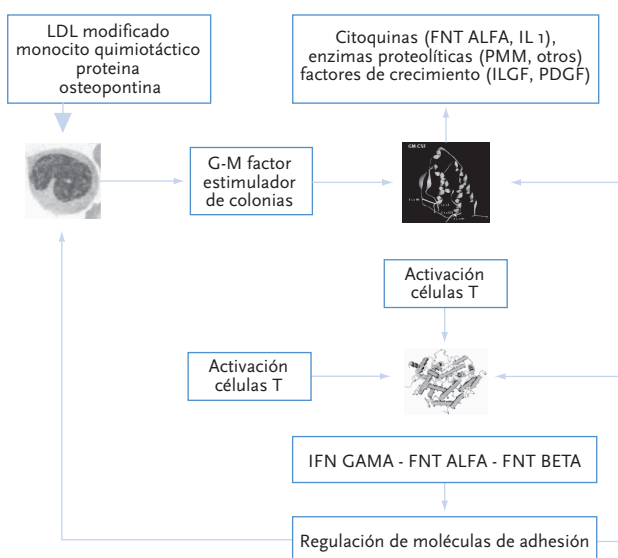 LDL modificado
monocito quimiotáctico
proteina
osteopontina
Citoquinas (FNT ALFA, IL 1),
enzimas proteolíticas (PMM, otros)
factores de crecimiento (ILGF, PDGF)
G-M factor
estimulador
de colonias
GM-CSF
Activación
células T
Activación
células T
IFN GAMA - FNT ALFA - FNT BETA
Regulación de moléculas de adhesión